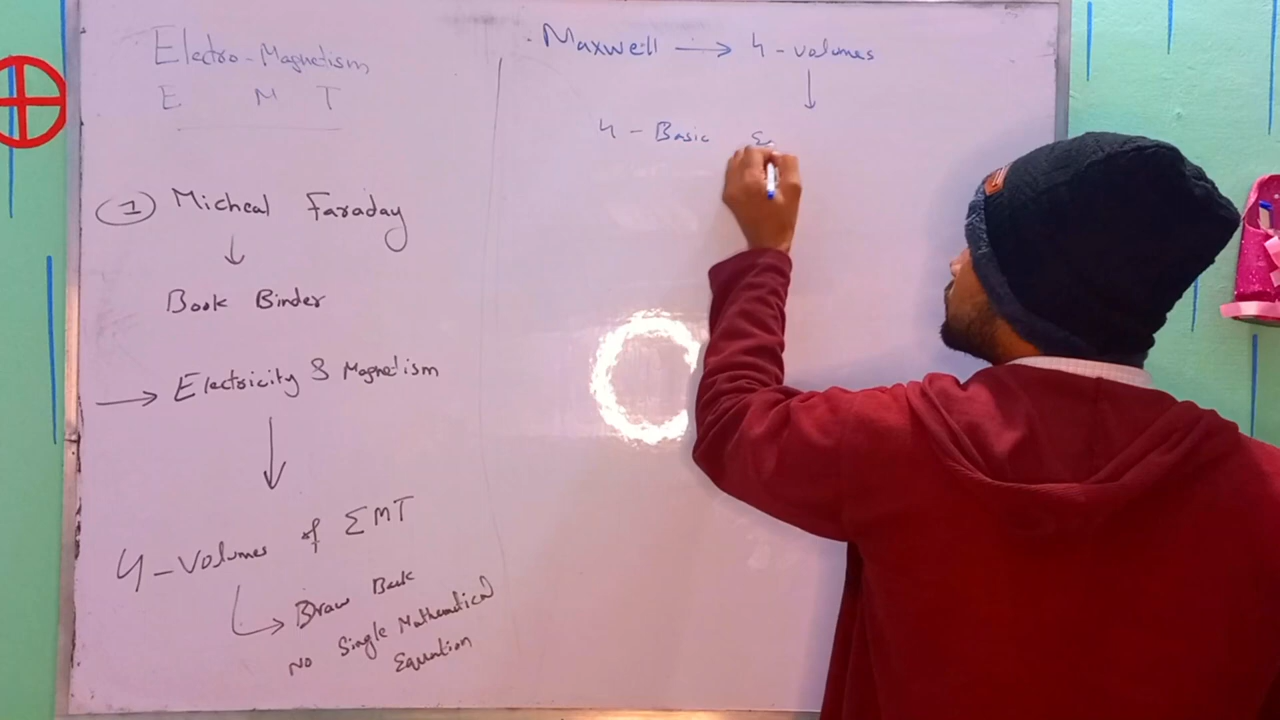 Electro-Magnetism
E M T
1 Micheal Faraday
↓
Book Binder
→ Electricity & Magnetism
↓
4-volumes of EMT
↳ Draw Back
No Single Mathematical
Equation
Maxwell → 4-volumes
↓
4 - Basic